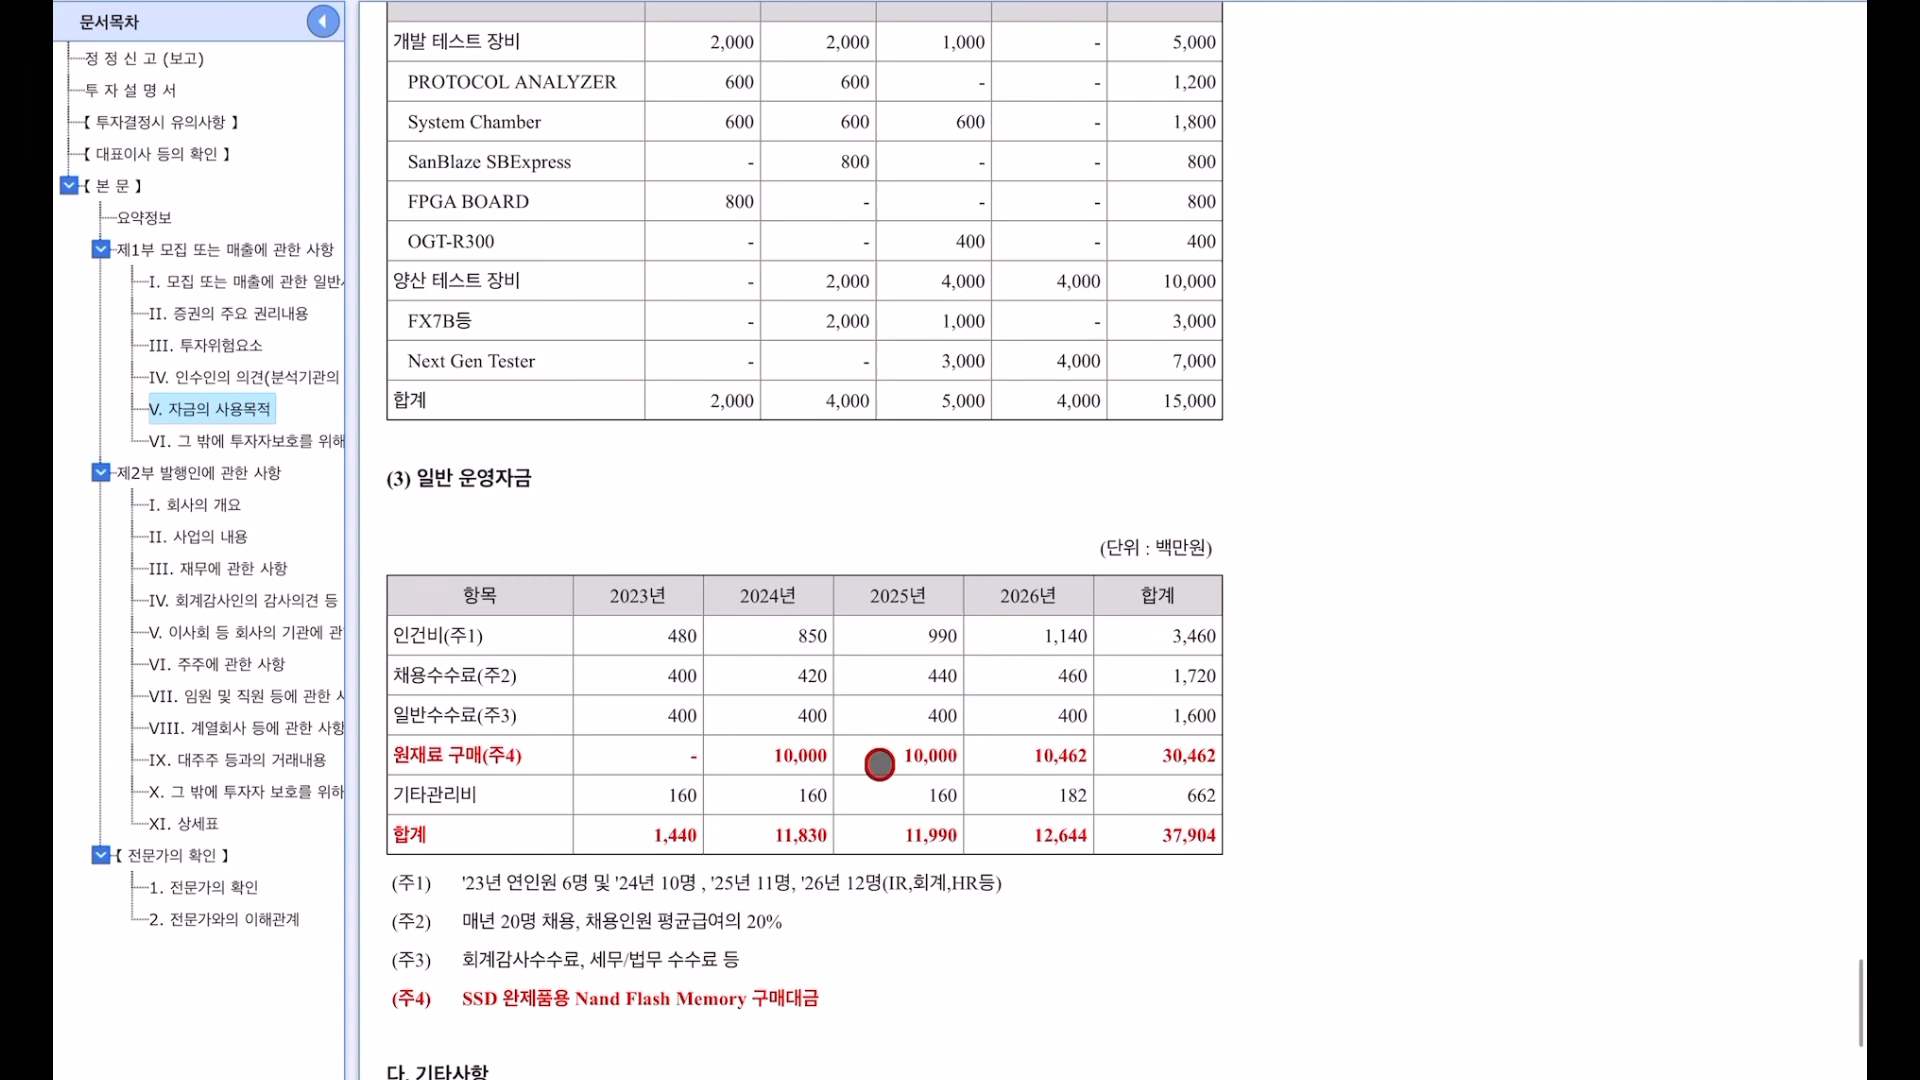 문서목차
정 정 신 고 (보고)
투 자 설 명 서
【 투자결정시 유의사항 】
【 대표이사 등의 확인 】
【 본 문 】
요약정보
제1부 모집 또는 매출에 관한 사항
I. 모집 또는 매출에 관한 일반
II. 증권의 주요 권리내용
III. 투자위험요소
IV. 인수인의 의견(분석기관의
V. 자금의 사용목적
VI. 그 밖에 투자자보호를 위해
제2부 발행인에 관한 사항
I. 회사의 개요
II. 사업의 내용
III. 재무에 관한 사항
IV. 회계감사인의 감사의견 등
V. 이사회 등 회사의 기관에 관
VI. 주주에 관한 사항
VII. 임원 및 직원 등에 관한
VIII. 계열회사 등에 관한 사항
IX. 대주주 등과의 거래내용
X. 그 밖에 투자자 보호를 위하
XI. 상세표
【 전문가의 확인 】
1. 전문가의 확인
2. 전문가와의 이해관계
개발 테스트 장비 2,000 2,000 1,000 - 5,000
PROTOCOL ANALYZER 600 600 - - 1,200
System Chamber 600 600 600 - 1,800
SanBlaze SBExpress - 800 - - 800
FPGA BOARD 800 - - - 800
OGT-R300 - - 400 - 400
양산 테스트 장비 - 2,000 4,000 4,000 10,000
FX7B등 - 2,000 1,000 - 3,000
Next Gen Tester - - 3,000 4,000 7,000
합계 2,000 4,000 5,000 4,000 15,000
(3) 일반 운영자금
(단위 : 백만원)
항목 2023년 2024년 2025년 2026년 합계
인건비(주1) 480 850 990 1,140 3,460
채용수수료(주2) 400 420 440 460 1,720
일반수수료(주3) 400 400 400 400 1,600
원재료 구매(주4) - 10,000 10,000 10,462 30,462
기타관리비 160 160 160 182 662
합계 1,440 11,830 11,990 12,644 37,904
(주1) '23년 연인원 6명 및 '24년 10명 , '25년 11명, '26년 12명(IR,회계,HR등)
(주2) 매년 20명 채용, 채용인원 평균급여의 20%
(주3) 회계감사수수료, 세무/법무 수수료 등
(주4) SSD 완제품용 Nand Flash Memory 구매대금
다. 기타사항